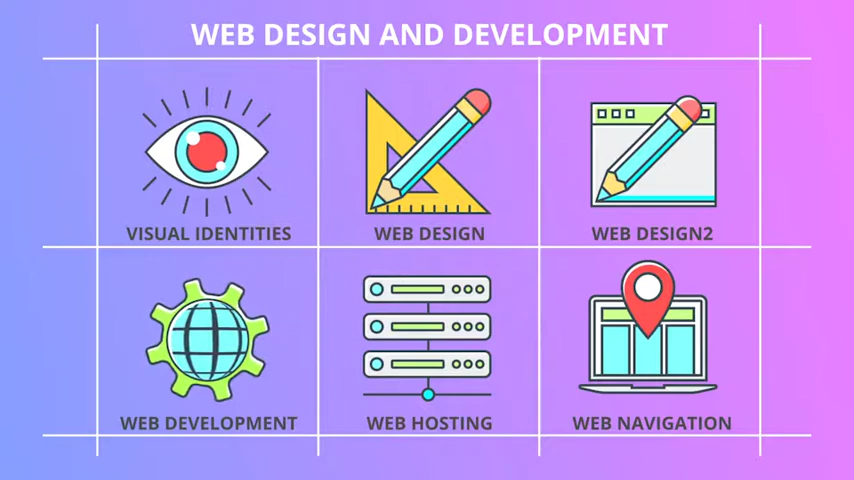 WEB DESIGN AND DEVELOPMENT
VISUAL IDENTITIES
WEB DESIGN
WEB DESIGN2
WEB DEVELOPMENT
WEB HOSTING
WEB NAVIGATION